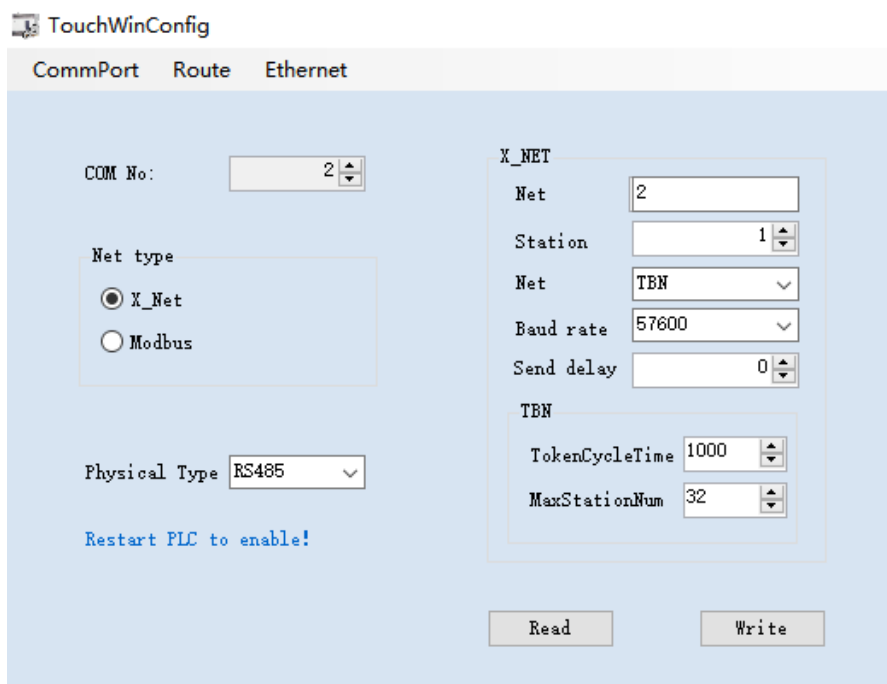 TouchWinConfig
CommPort Route Ethernet
COM No: 2
Net type
X_Net
Modbus
Physical Type RS485
Restart PLC to enable!
X_NET
Net 2
Station 1
Net TBN
Baud rate 57600
Send delay 0
TBN
TokenCycleTime 1000
MaxStationNum 32
Read Write